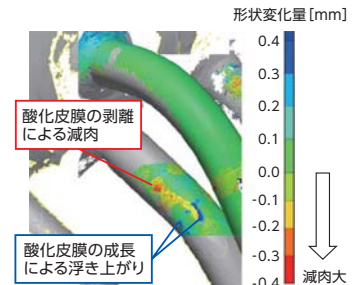 形状変化量[mm]
0.4
0.3
0.2
0.1
0.0
-0.1
-0.2
-0.3
-0.4
減肉大
酸化皮膜の剥離
による減肉
酸化皮膜の成長
による浮き上がり